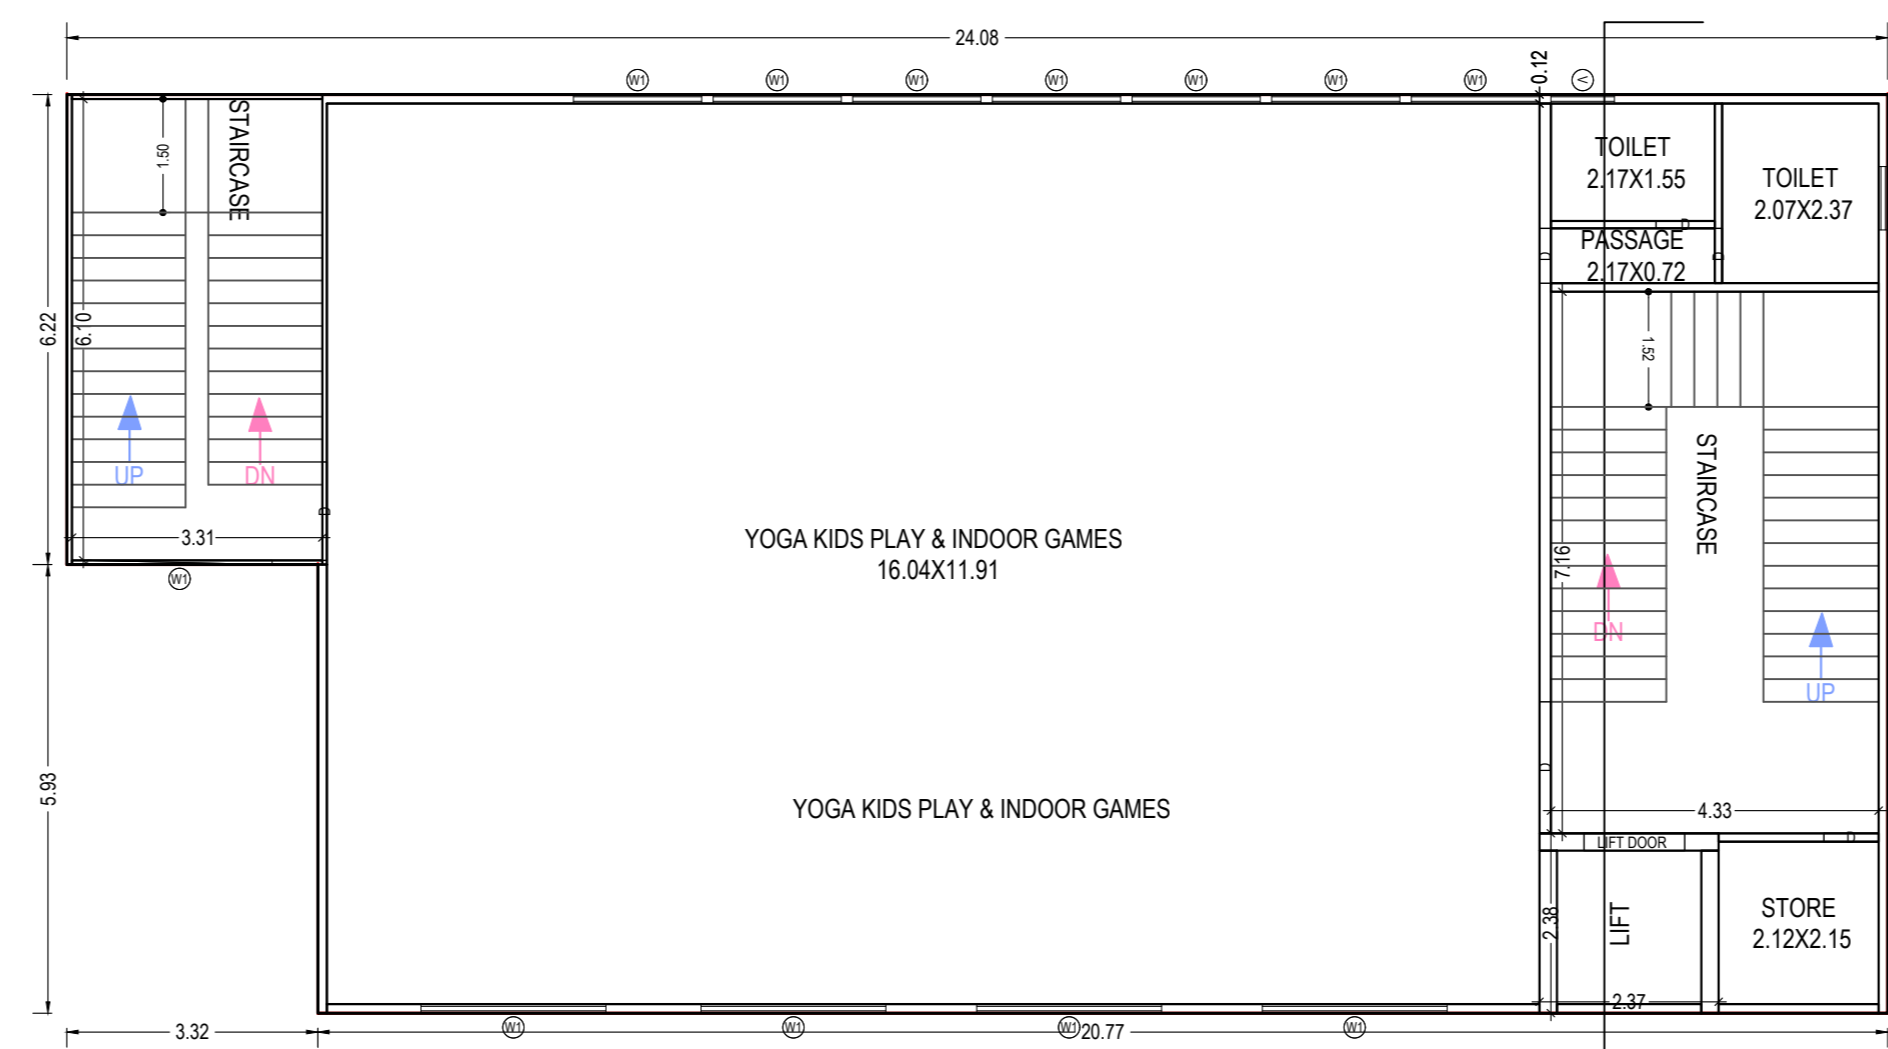 24.08
W1
W1
W1
W1
W1
W1
W1
0.12
V
STAIRCASE
1.50
TOILET
2.17X1.55
TOILET
2.07X2.37
D
PASSAGE
2.17X0.72
D
D
6.22
6.10
1.52
STAIRCASE
UP
DN
D
3.31
W1
YOGA KIDS PLAY & INDOOR GAMES
16.04X11.91
7.16
DN
UP
5.93
YOGA KIDS PLAY & INDOOR GAMES
D
4.33
LIFT DOOR
D
2.38
LIFT
STORE
2.12X2.15
2.37
3.32
W1
W1
W1
20.77
W1